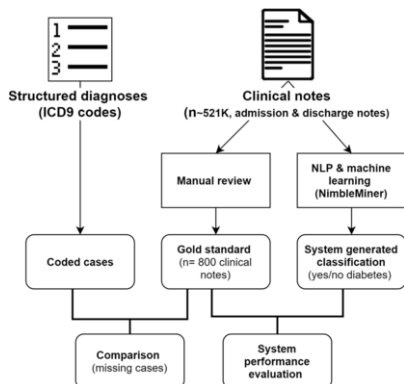 1
2
3
Structured diagnoses
(ICD9 codes)
Clinical notes
(n~521K, admission & discharge notes)
Manual review
NLP & machine
learning
(NimbleMiner)
Coded cases
Gold standard
(n= 800 clinical
notes)
System generated
classification
(yes/no diabetes)
Comparison
(missing cases)
System
performance
evaluation